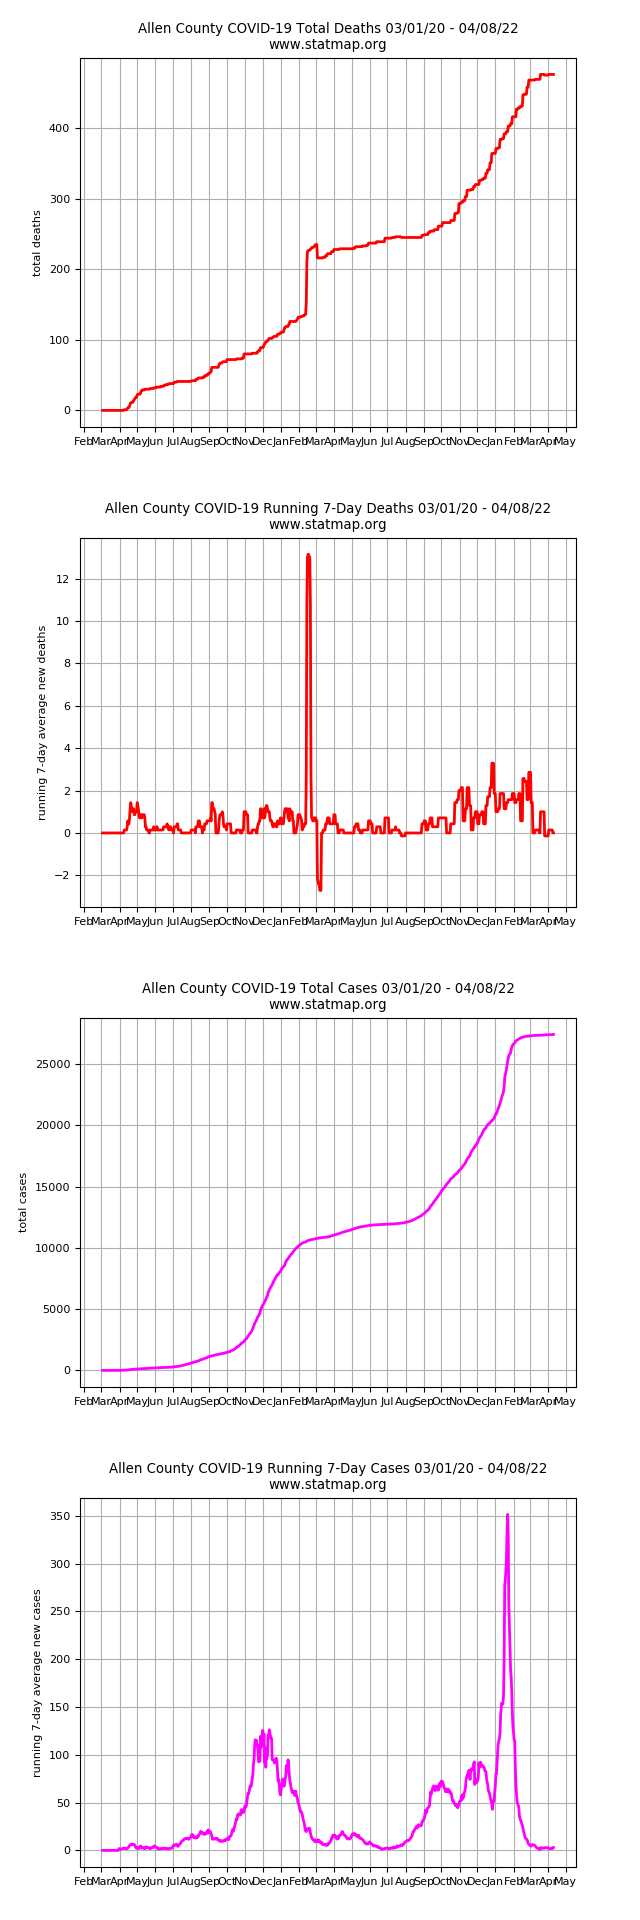 Allen County COVID-19 Total Deaths 03/01/20 - 04/08/22
www.statmap.org
400
300
200
100
0
total deaths
Feb Mar Apr May Jun Jul Aug Sep Oct Nov Dec Jan Feb Mar Apr May Jun Jul Aug Sep Oct Nov Dec Jan Feb Mar Apr May
Allen County COVID-19 Running 7-Day Deaths 03/01/20 - 04/08/22
www.statmap.org
12
10
8
6
4
2
0
−2
running 7-day average new deaths
Feb Mar Apr May Jun Jul Aug Sep Oct Nov Dec Jan Feb Mar Apr May Jun Jul Aug Sep Oct Nov Dec Jan Feb Mar Apr May
Allen County COVID-19 Total Cases 03/01/20 - 04/08/22
www.statmap.org
25000
20000
15000
10000
5000
0
total cases
Feb Mar Apr May Jun Jul Aug Sep Oct Nov Dec Jan Feb Mar Apr May Jun Jul Aug Sep Oct Nov Dec Jan Feb Mar Apr May
Allen County COVID-19 Running 7-Day Cases 03/01/20 - 04/08/22
www.statmap.org
350
300
250
200
150
100
50
0
running 7-day average new cases
Feb Mar Apr May Jun Jul Aug Sep Oct Nov Dec Jan Feb Mar Apr May Jun Jul Aug Sep Oct Nov Dec Jan Feb Mar Apr May